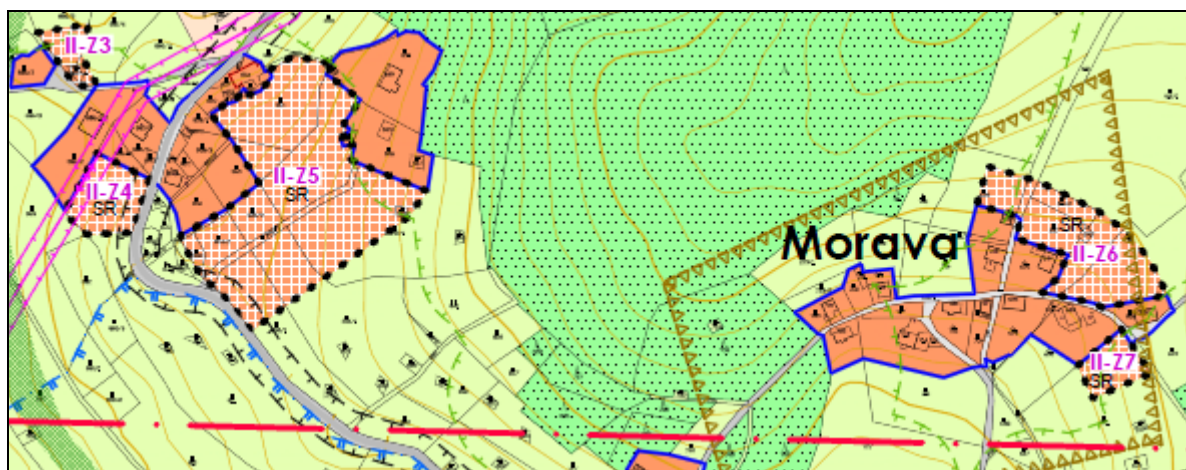 II-Z3
II-Z4
SR
II-Z5
SR
Morava
SR
II-Z6
II-Z7
SR